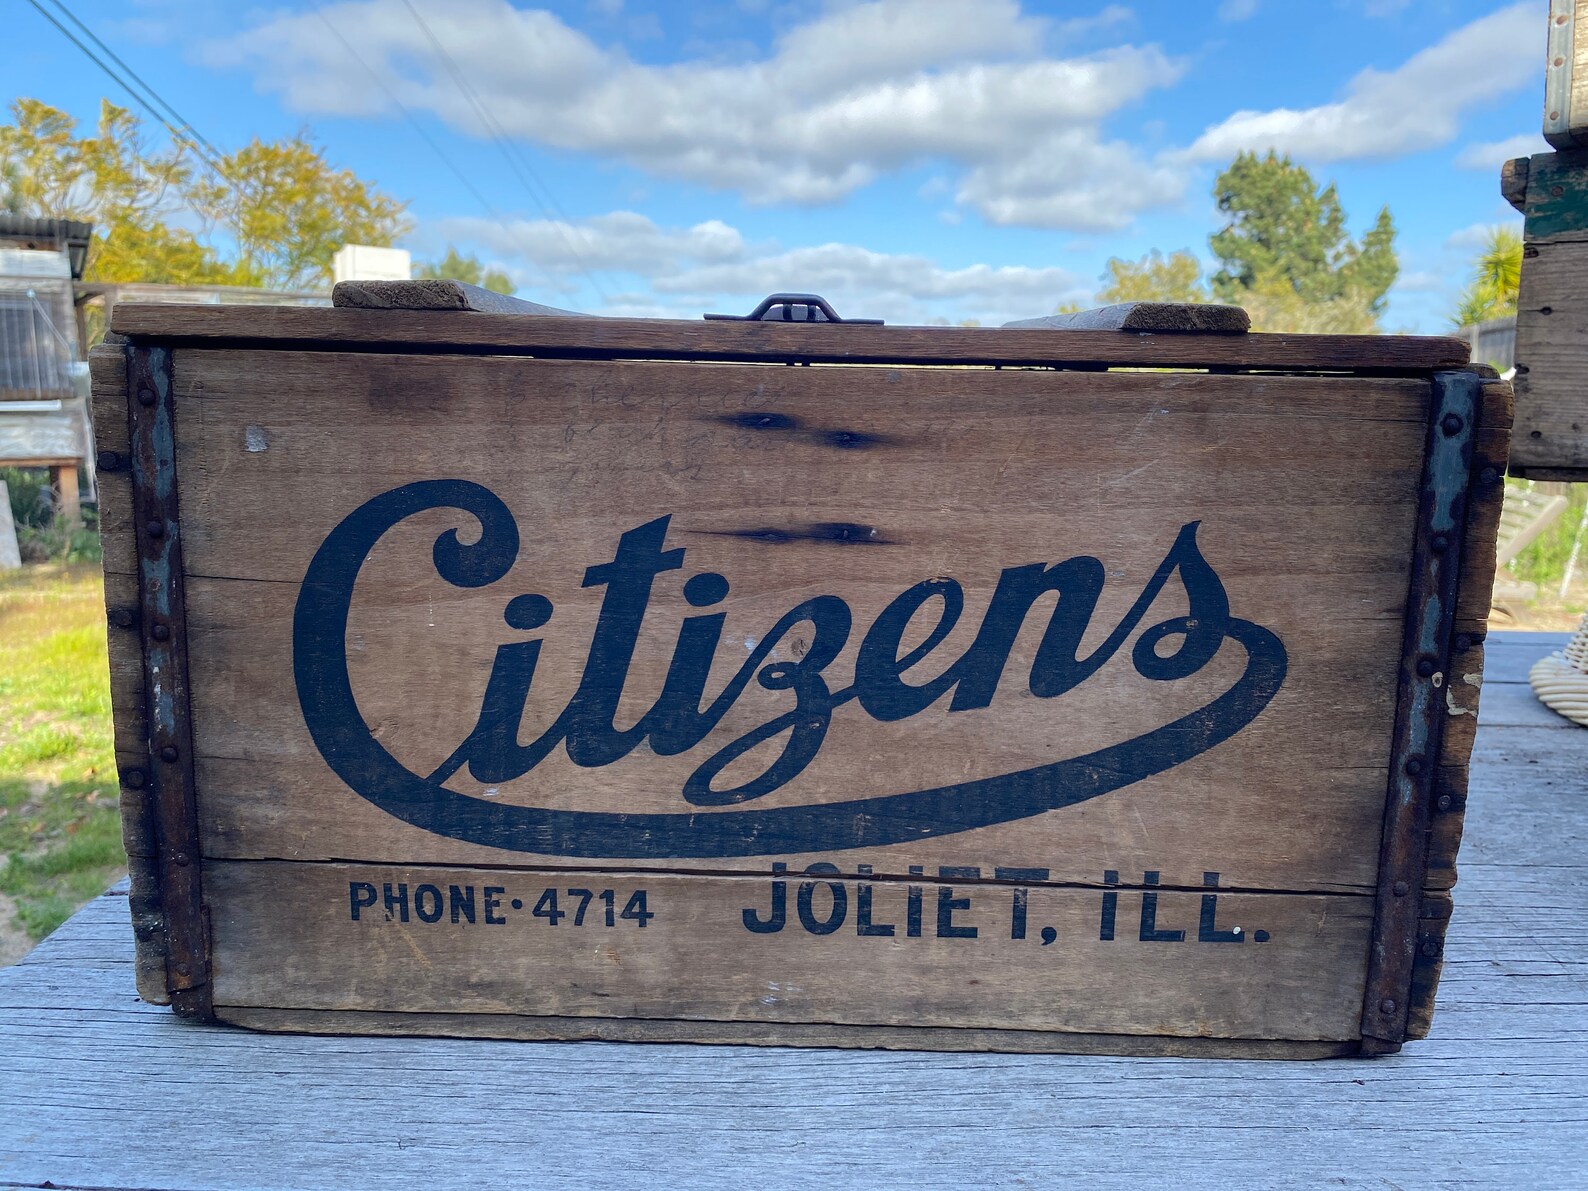 Citizens
PHONE·4714 JOLIET, ILL.